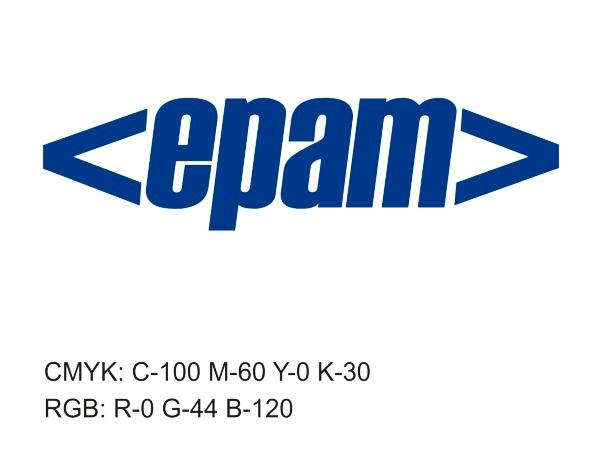 <epam>
CMYK: C-100 M-60 Y-0 K-30
RGB: R-0 G-44 B-120